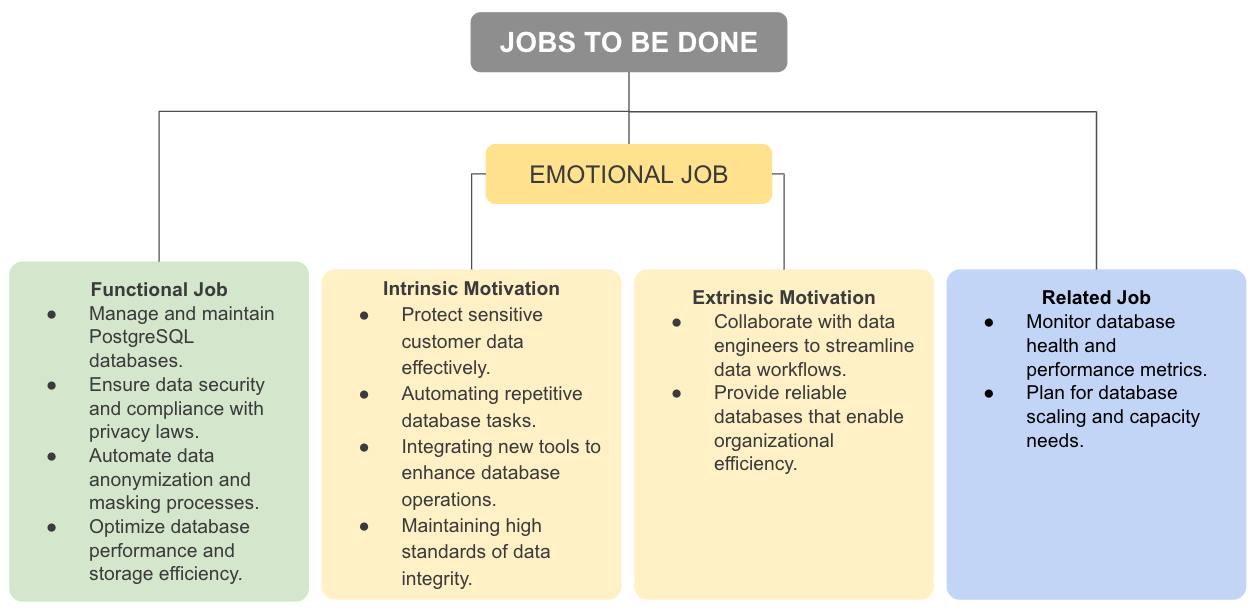 JOBS TO BE DONE
EMOTIONAL JOB
Functional Job
● Manage and maintain
PostgreSQL
databases.
● Ensure data security
and compliance with
privacy laws.
● Automate data
anonymization and
masking processes.
● Optimize database
performance and
storage efficiency.
Intrinsic Motivation
● Protect sensitive
customer data
effectively.
● Automating repetitive
database tasks.
● Integrating new tools to
enhance database
operations.
● Maintaining high
standards of data
integrity.
Extrinsic Motivation
● Collaborate with data
engineers to streamline
data workflows.
● Provide reliable
databases that enable
organizational
efficiency.
Related Job
● Monitor database
health and
performance metrics.
● Plan for database
scaling and capacity
needs.